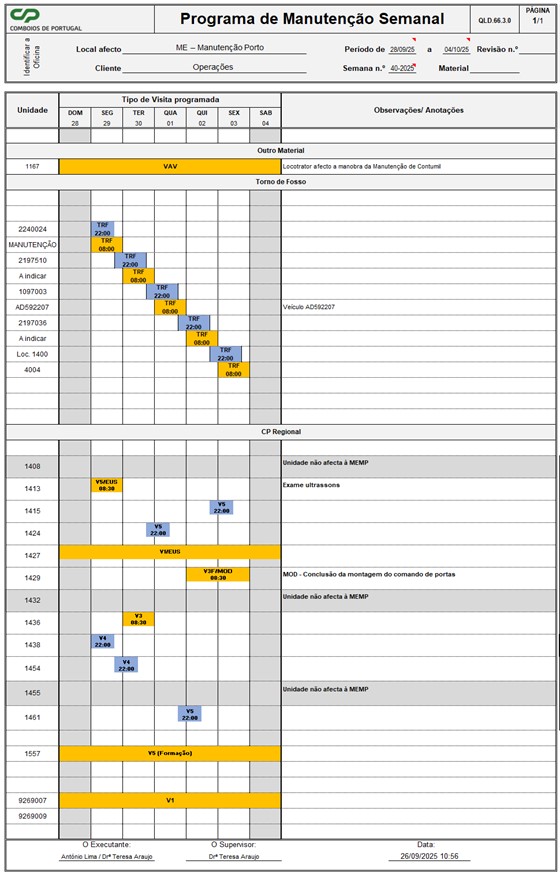 CP
COMBOIOS DE PORTUGAL
Programa de Manutenção Semanal
QLD.66.3.0
PÁGINA
1/1
Identificar a Oficina
Local afecto ME – Manutenção Porto
Período de 28/09/25 a 04/10/25 Revisão n.º
Cliente Operações
Semana n.º 40-2025 Material
Unidade
Tipo de Visita programada
Observações/ Anotações
DOM SEG TER QUA QUI SEX SAB
28 29 30 01 02 03 04
Outro Material
1167 VAV Locotrator afecto a manobra da Manutenção de Contumil
Torno de Fosso
2240024 TRF
22:00
MANUTENÇÃO TRF
08:00
2197510 TRF
22:00
A indicar TRF
08:00
1097003 TRF
22:00
AD592207 TRF Veículo AD592207
08:00
2197036 TRF
22:00
A indicar TRF
08:00
Loc. 1400 TRF
22:00
4004 TRF
08:00
CP Regional
1408 Unidade não afecta à MEMP
1413 V5/EUS Exame ultrassons
08:30
1415 V5
22:00
1424 V5
22:00
1427 V1/EUS
1429 V3F/MOD MOD - Conclusão da montagem do comando de portas
08:30
1432 Unidade não afecta à MEMP
1436 V3
08:30
1438 V4
22:00
1454 V4
22:00
1455 Unidade não afecta à MEMP
1461 V5
22:00
1557 V5 (Formação)
9269007 V1
9269009
O Executante: O Supervisor: Data:
António Lima / Drª Teresa Araujo Drª Teresa Araujo 26/09/2025 10:56